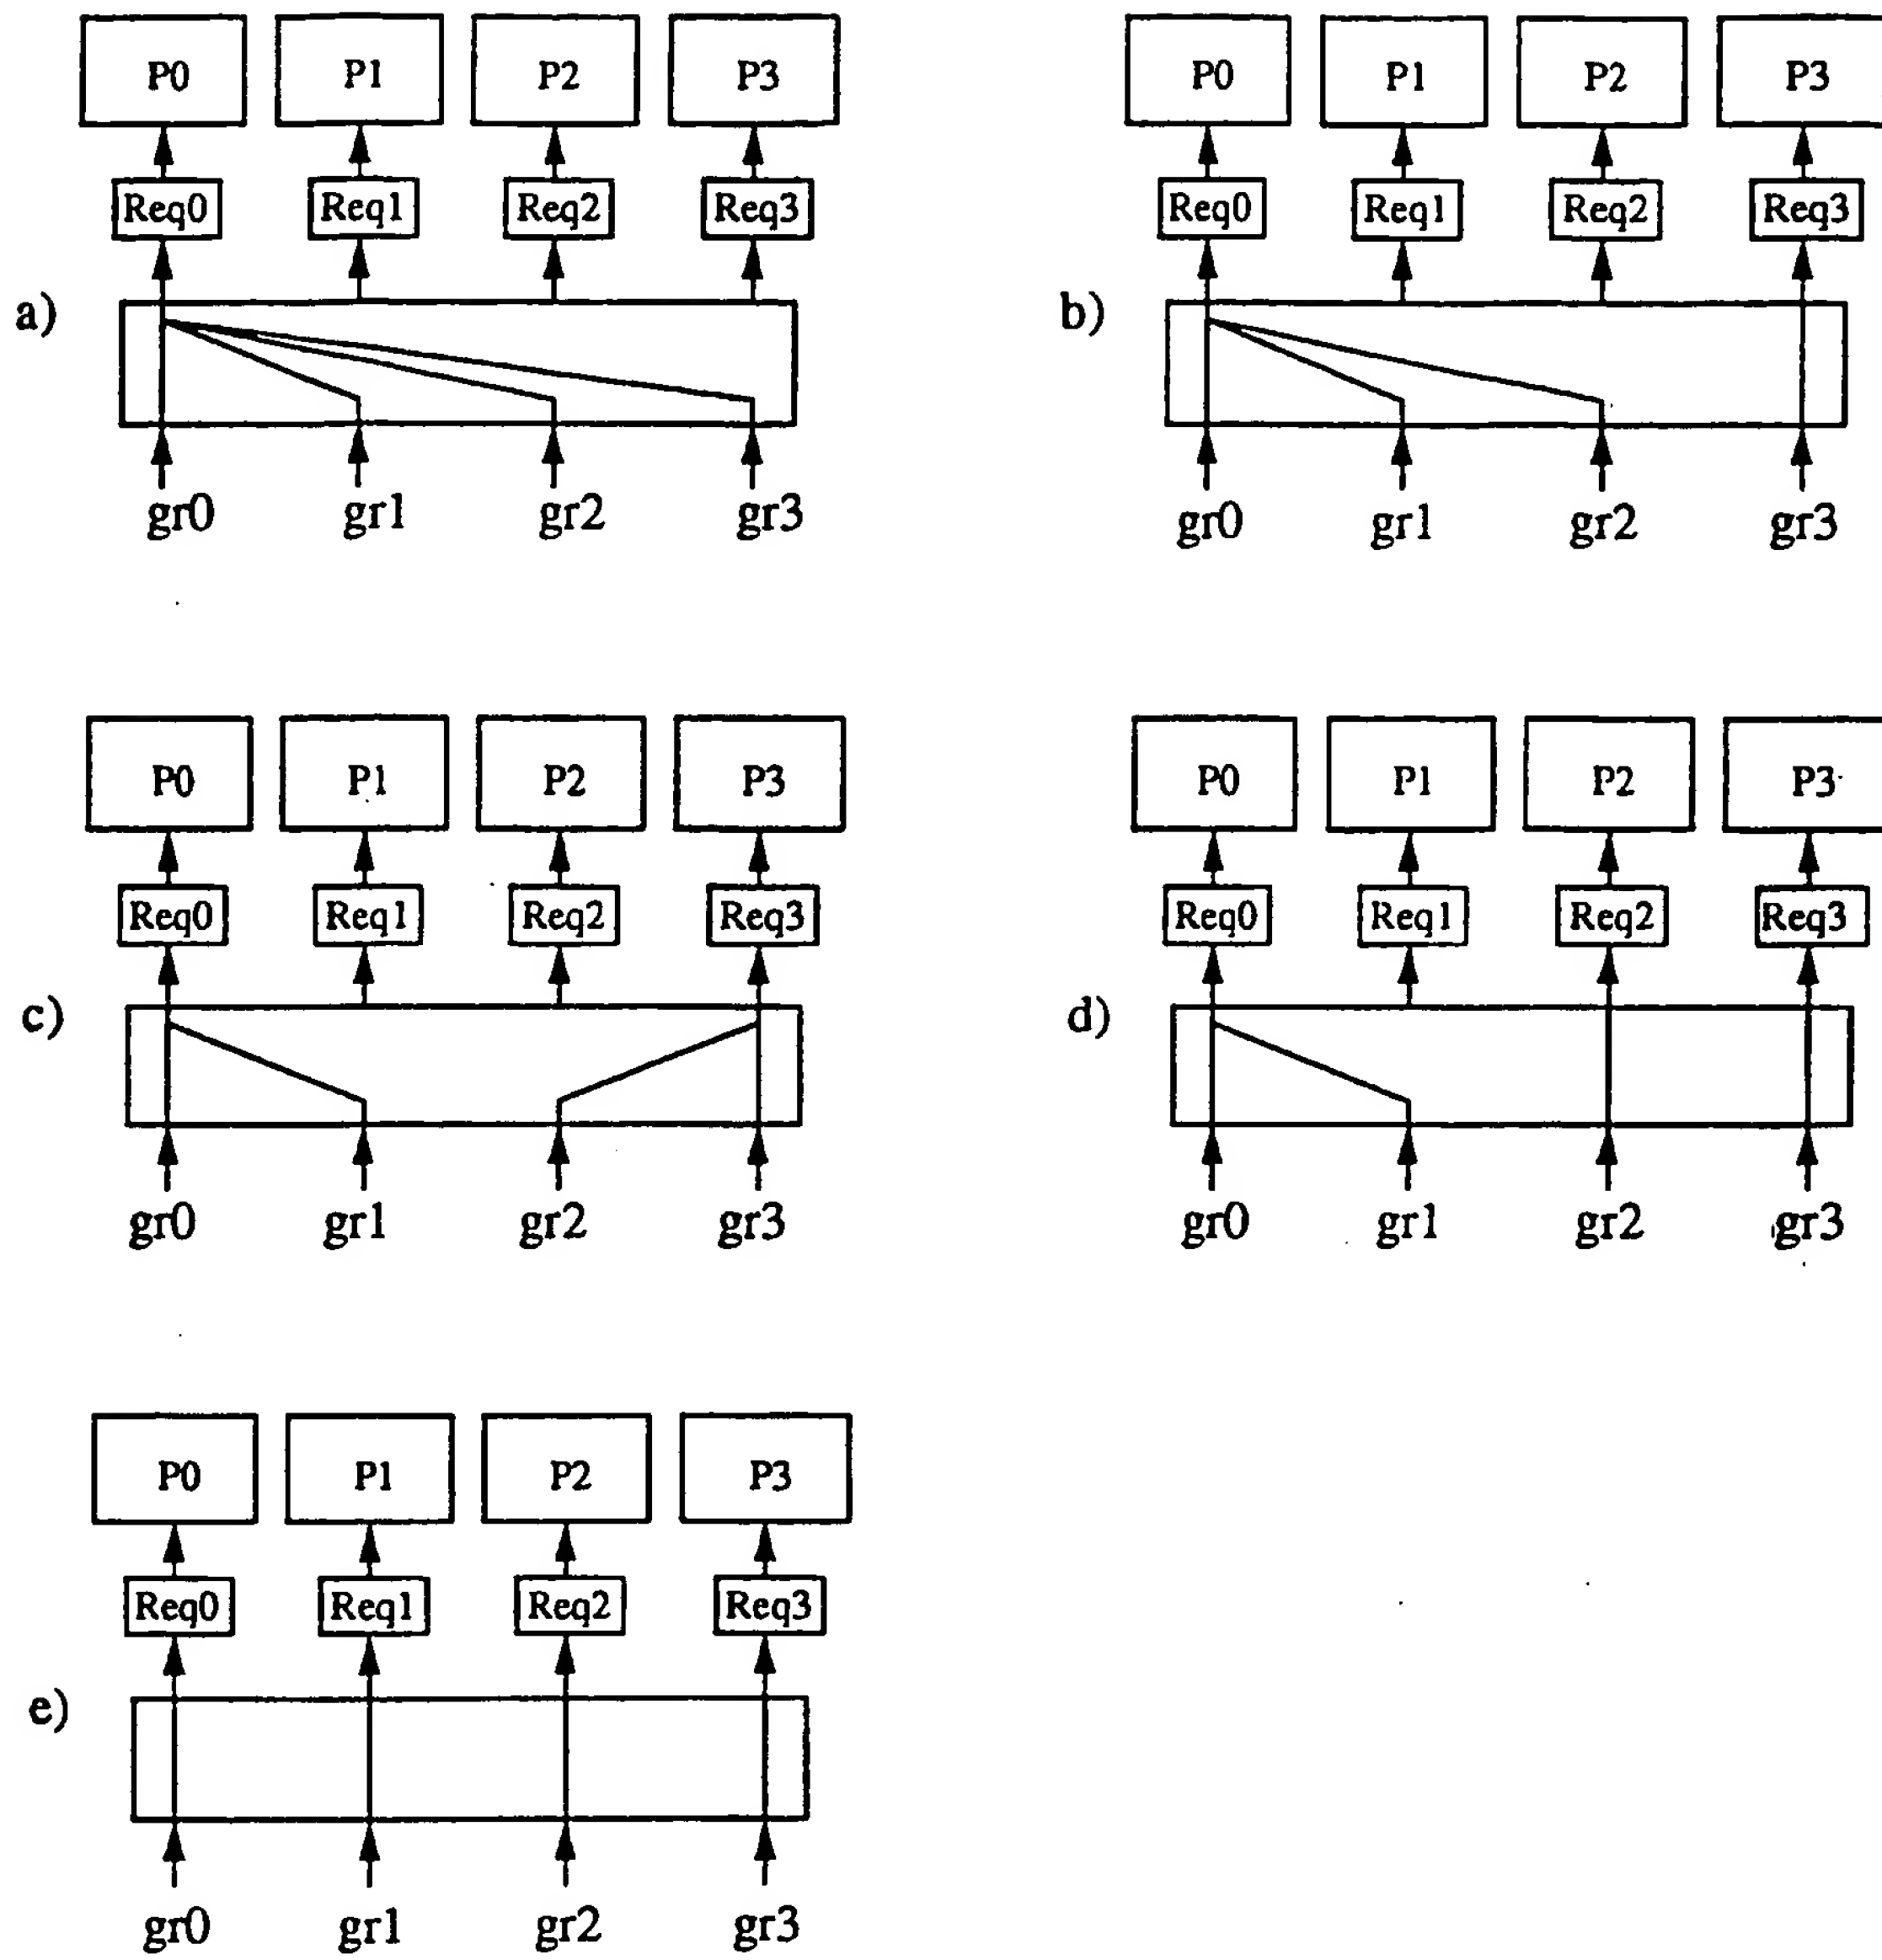 P0 P1 P2 P3
Req0 Req1 Req2 Req3
a)
gr0 gr1 gr2 gr3
P0 P1 P2 P3
Req0 Req1 Req2 Req3
b)
gr0 gr1 gr2 gr3
P0 P1 P2 P3
Req0 Req1 Req2 Req3
c)
gr0 gr1 gr2 gr3
P0 P1 P2 P3
Req0 Req1 Req2 Req3
d)
gr0 gr1 gr2 gr3
P0 P1 P2 P3
Req0 Req1 Req2 Req3
e)
gr0 gr1 gr2 gr3